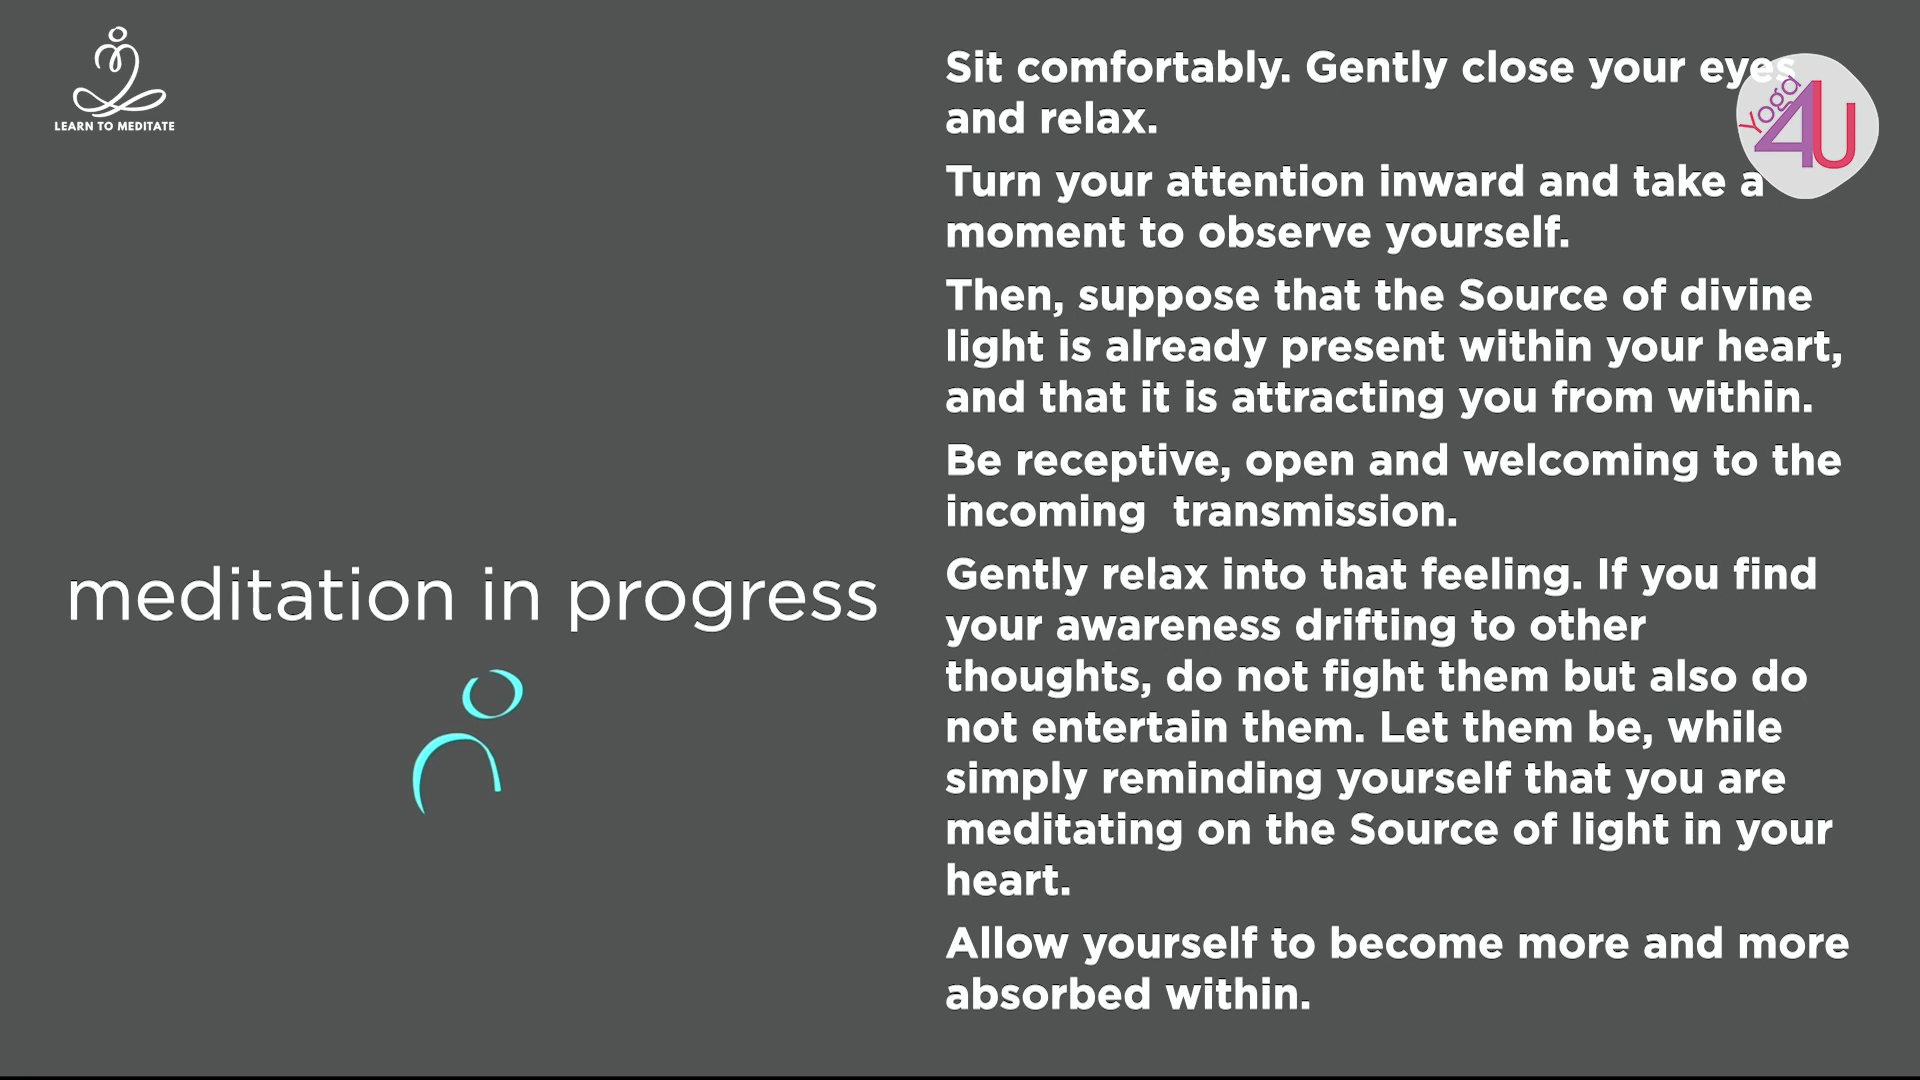 LEARN TO MEDITATE
Yoga
4U
meditation in progress
Sit comfortably. Gently close your eyes
and relax.
Turn your attention inward and take a
moment to observe yourself.
Then, suppose that the Source of divine
light is already present within your heart,
and that it is attracting you from within.
Be receptive, open and welcoming to the
incoming  transmission.
Gently relax into that feeling. If you find
your awareness drifting to other
thoughts, do not fight them but also do
not entertain them. Let them be, while
simply reminding yourself that you are
meditating on the Source of light in your
heart.
Allow yourself to become more and more
absorbed within.